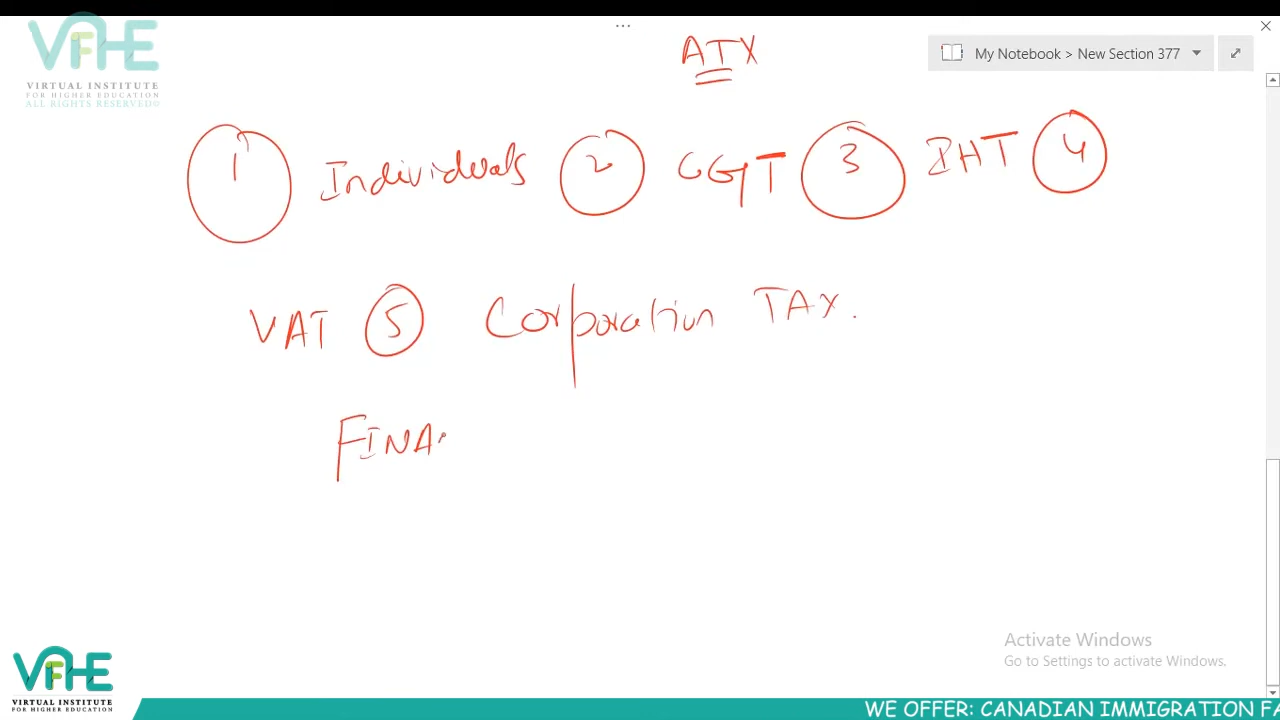 VFHE
VIRTUAL INSTITUTE
FOR HIGHER EDUCATION
ALL RIGHTS RESERVED©
ATX
My Notebook > New Section 377
1 Individuals 2 CGT 3 IHT 4
VAT 5 Corporation TAX.
FINA
Activate Windows
Go to Settings to activate Windows.
VFHE
VIRTUAL INSTITUTE
FOR HIGHER EDUCATION
WE OFFER: CANADIAN IMMIGRATION FA